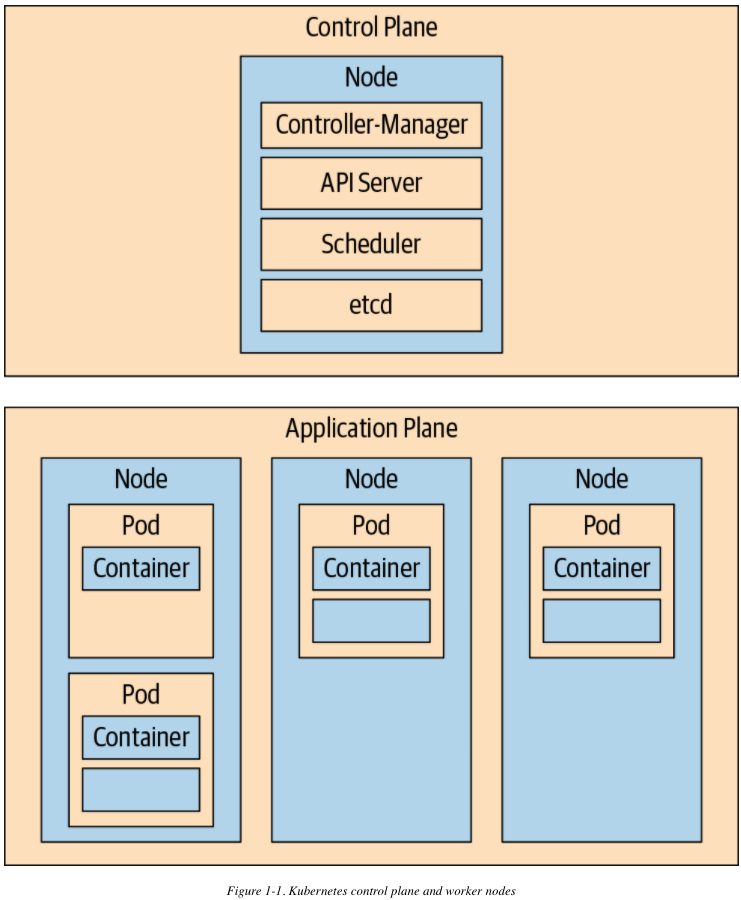 Control Plane
Node
Controller-Manager
API Server
Scheduler
etcd
Application Plane
Node
Pod
Container
Pod
Container
Node
Pod
Container
Node
Pod
Container
Figure 1-1. Kubernetes control plane and worker nodes